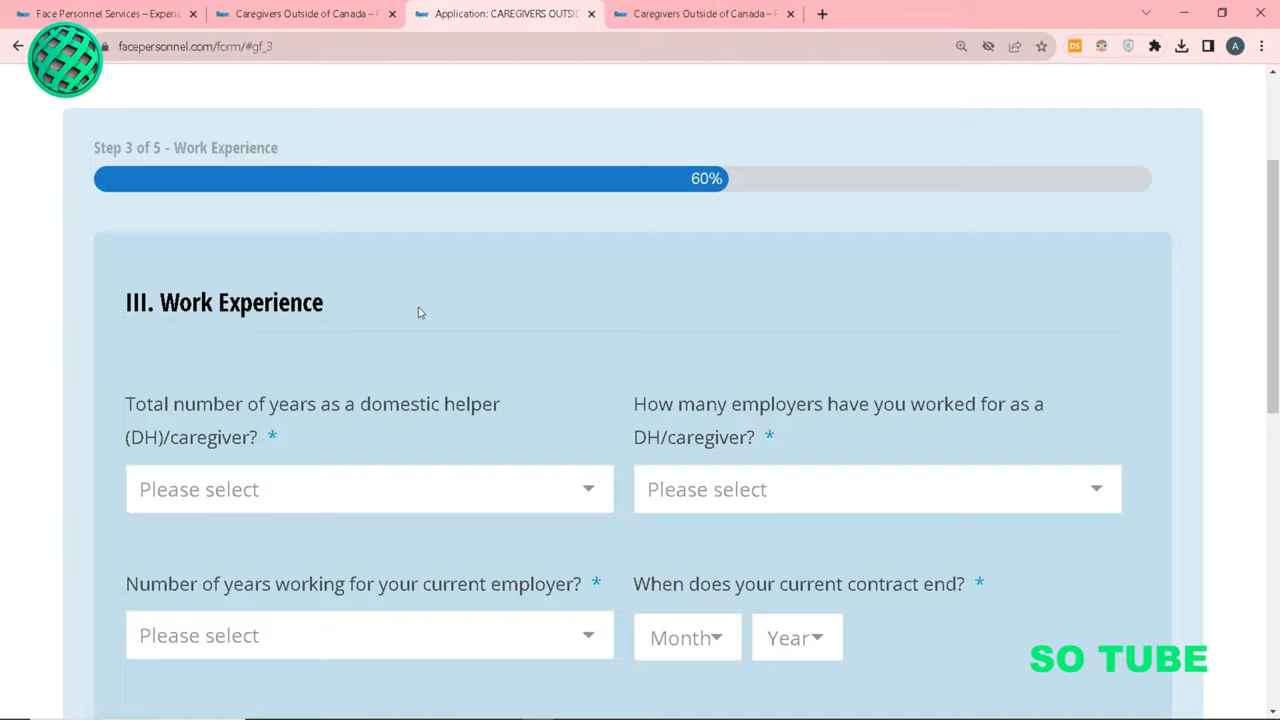 Face Personnel Services – Experie
Caregivers Outside of Canada – F
Application: CAREGIVERS OUTSID
Caregivers Outside of Canada – F
facepersonnel.com/form/#gf_3
DS
A
Step 3 of 5 - Work Experience
60%
III. Work Experience
Total number of years as a domestic helper
(DH)/caregiver? *
How many employers have you worked for as a
DH/caregiver? *
Please select
Please select
Number of years working for your current employer? *
When does your current contract end? *
Please select
Month
Year
SO TUBE